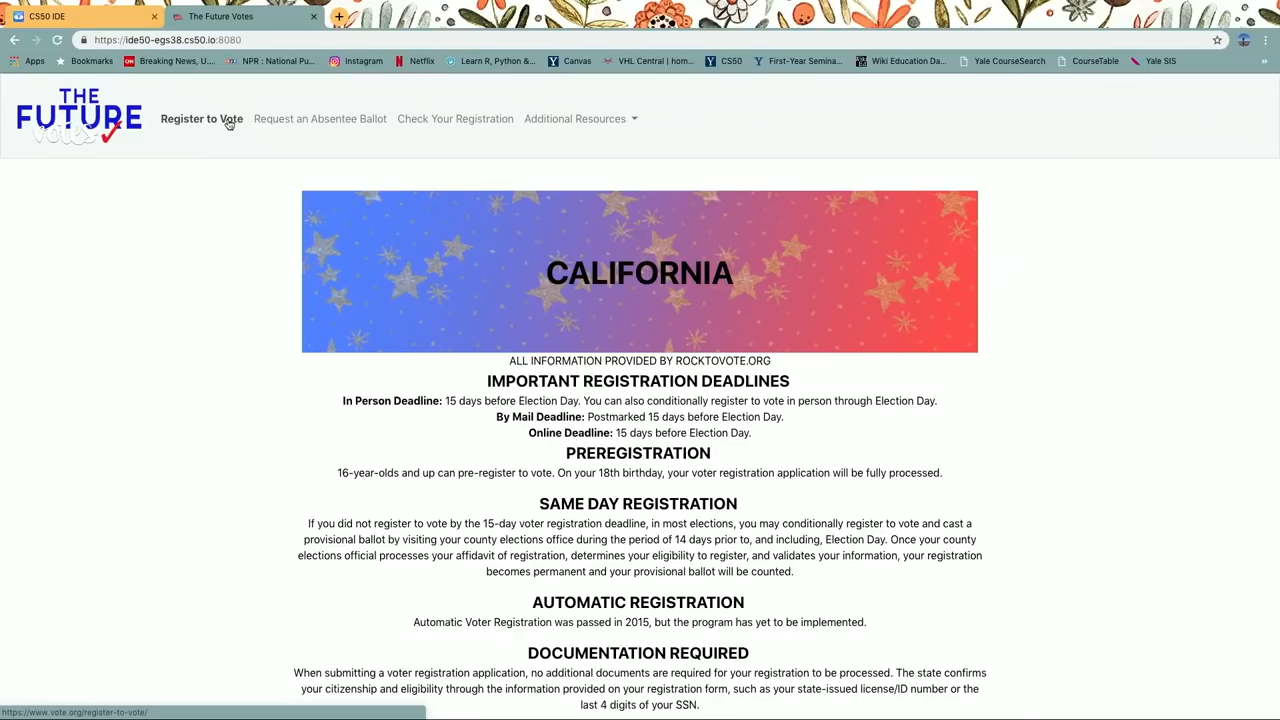 CS50 IDE
The Future Votes
https://ide50-egs38.cs50.io:8080
Apps
Bookmarks
Breaking News, U....
NPR : National Pu...
Instagram
Netflix
Learn R, Python &...
Canvas
VHL Central | hom...
CS50
First-Year Semina...
Wiki Education Da...
Yale CourseSearch
CourseTable
Yale SIS
»
THE
FUTURE
votes
Register to Vote
Request an Absentee Ballot
Check Your Registration
Additional Resources
CALIFORNIA
ALL INFORMATION PROVIDED BY ROCKTOVOTE.ORG
IMPORTANT REGISTRATION DEADLINES
In Person Deadline: 15 days before Election Day. You can also conditionally register to vote in person through Election Day.
By Mail Deadline: Postmarked 15 days before Election Day.
Online Deadline: 15 days before Election Day.
PREREGISTRATION
16-year-olds and up can pre-register to vote. On your 18th birthday, your voter registration application will be fully processed.
SAME DAY REGISTRATION
If you did not register to vote by the 15-day voter registration deadline, in most elections, you may conditionally register to vote and cast a
provisional ballot by visiting your county elections office during the period of 14 days prior to, and including, Election Day. Once your county
elections official processes your affidavit of registration, determines your eligibility to register, and validates your information, your registration
becomes permanent and your provisional ballot will be counted.
AUTOMATIC REGISTRATION
Automatic Voter Registration was passed in 2015, but the program has yet to be implemented.
DOCUMENTATION REQUIRED
When submitting a voter registration application, no additional documents are required for your registration to be processed. The state confirms
your citizenship and eligibility through the information provided on your registration form, such as your state-issued license/ID number or the
last 4 digits of your SSN.
https://www.vote.org/register-to-vote/